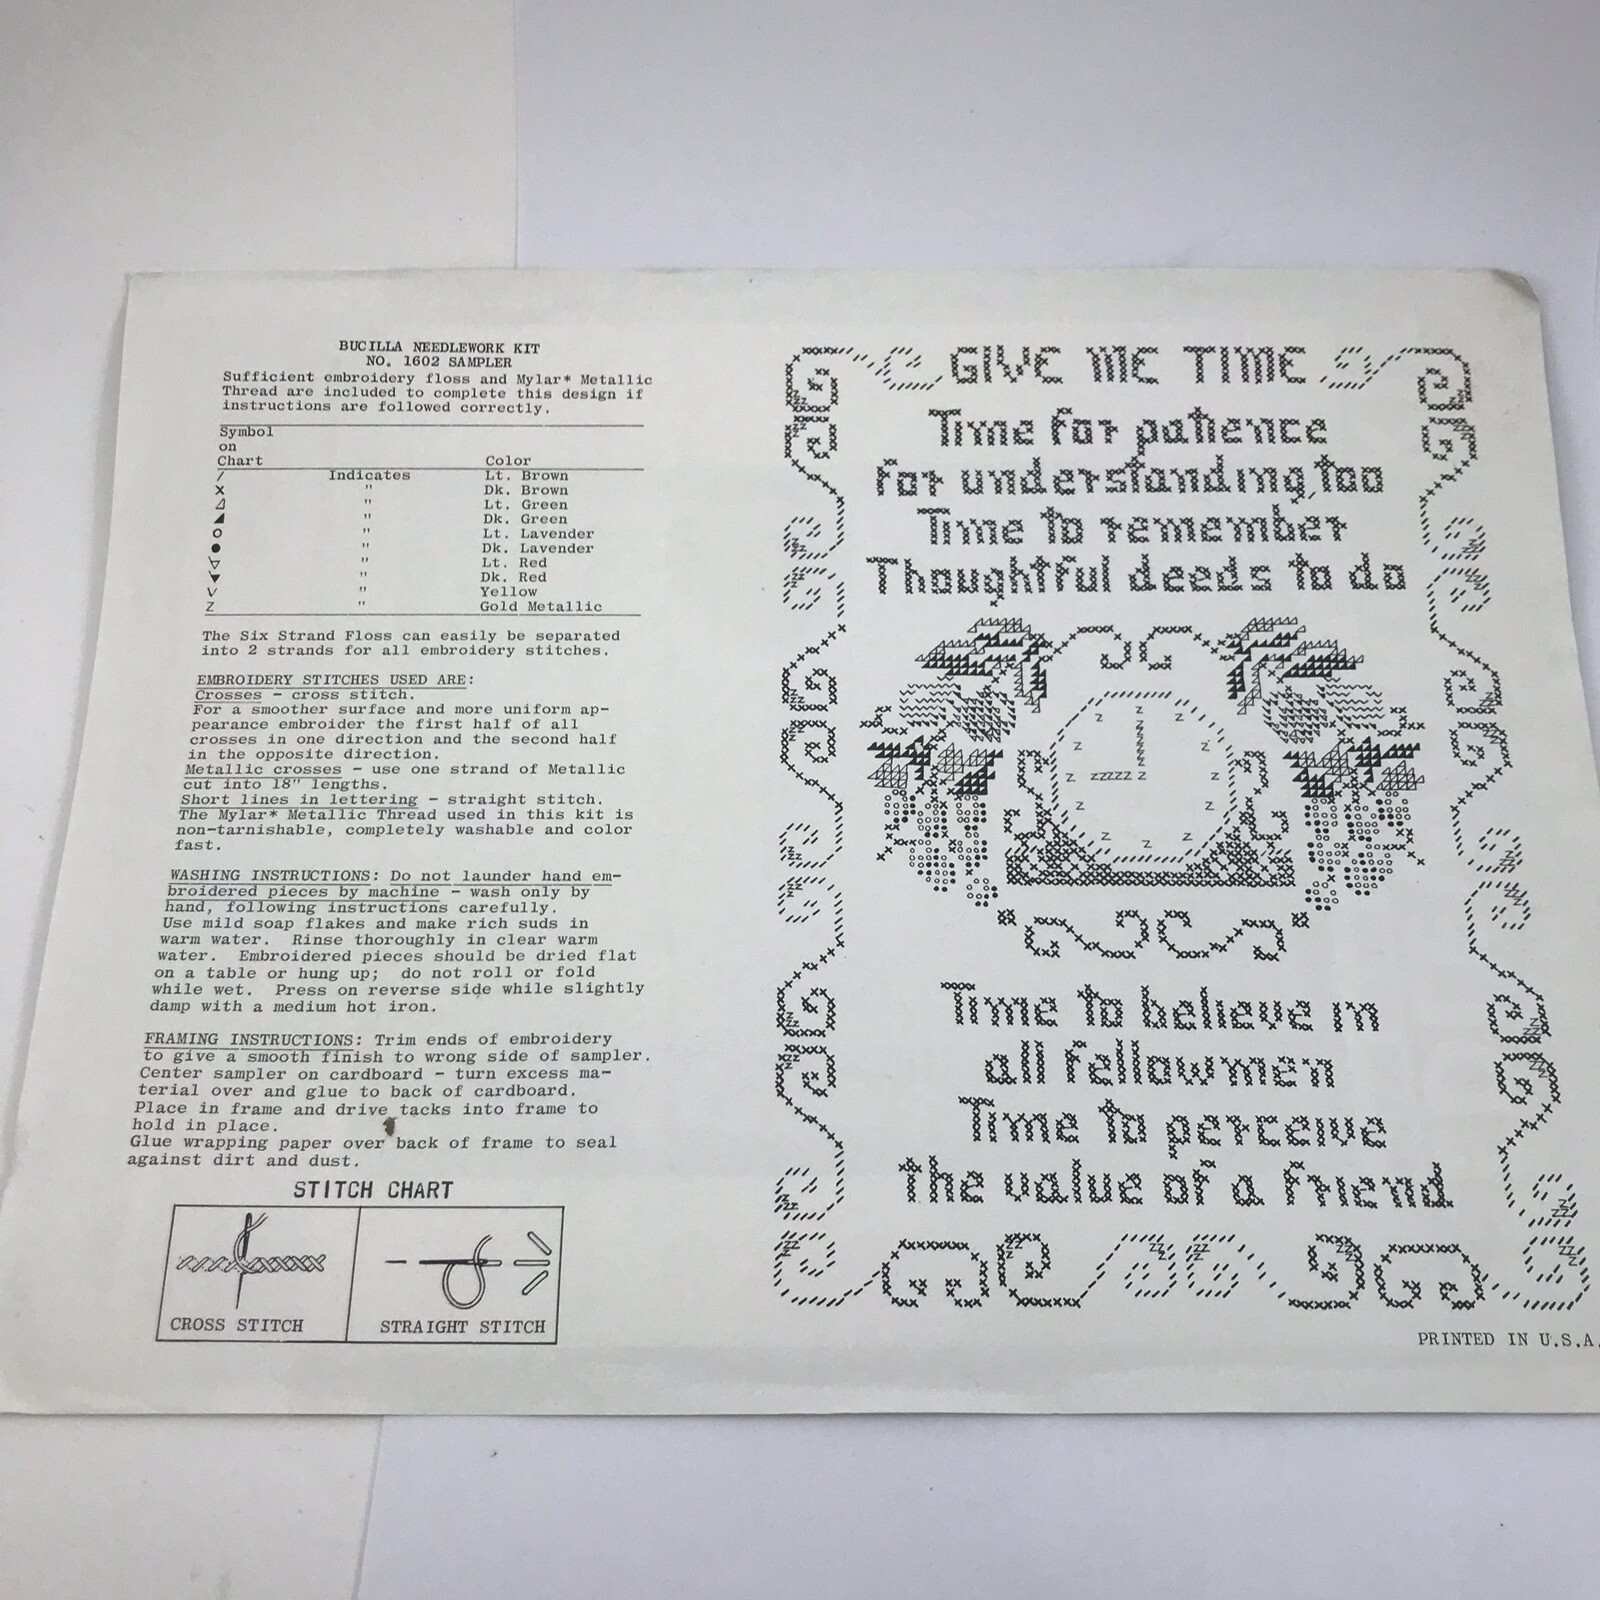 BUCILLA NEEDLEWORK KIT
NO. 1602 SAMPLER
Sufficient embroidery floss and Mylar* Metallic
Thread are included to complete this design if
instructions are followed correctly.
Symbol
on
Chart Color
/ Indicates Lt. Brown
x " Dk. Brown
◿ " Lt. Green
◢ " Dk. Green
o " Lt. Lavender
● " Dk. Lavender
▽ " Lt. Red
▼ " Dk. Red
V " Yellow
Z " Gold Metallic
The Six Strand Floss can easily be separated
into 2 strands for all embroidery stitches.
EMBROIDERY STITCHES USED ARE:
Crosses - cross stitch.
For a smoother surface and more uniform ap-
pearance embroider the first half of all
crosses in one direction and the second half
in the opposite direction.
Metallic crosses - use one strand of Metallic
cut into 18" lengths.
Short lines in lettering - straight stitch.
The Mylar* Metallic Thread used in this kit is
non-tarnishable, completely washable and color
fast.
WASHING INSTRUCTIONS: Do not launder hand em-
broidered pieces by machine - wash only by
hand, following instructions carefully.
Use mild soap flakes and make rich suds in
warm water. Rinse thoroughly in clear warm
water. Embroidered pieces should be dried flat
on a table or hung up; do not roll or fold
while wet. Press on reverse side while slightly
damp with a medium hot iron.
FRAMING INSTRUCTIONS: Trim ends of embroidery
to give a smooth finish to wrong side of sampler.
Center sampler on cardboard - turn excess ma-
terial over and glue to back of cardboard.
Place in frame and drive tacks into frame to
hold in place.
Glue wrapping paper over back of frame to seal
against dirt and dust.
STITCH CHART
CROSS STITCH STRAIGHT STITCH
GIVE ME TIME
Time for patience
for understanding, too
Time to remember
Thoughtful deeds to do
Time to believe in
all fellowmen
Time to perceive
the value of a friend
PRINTED IN U.S.A.